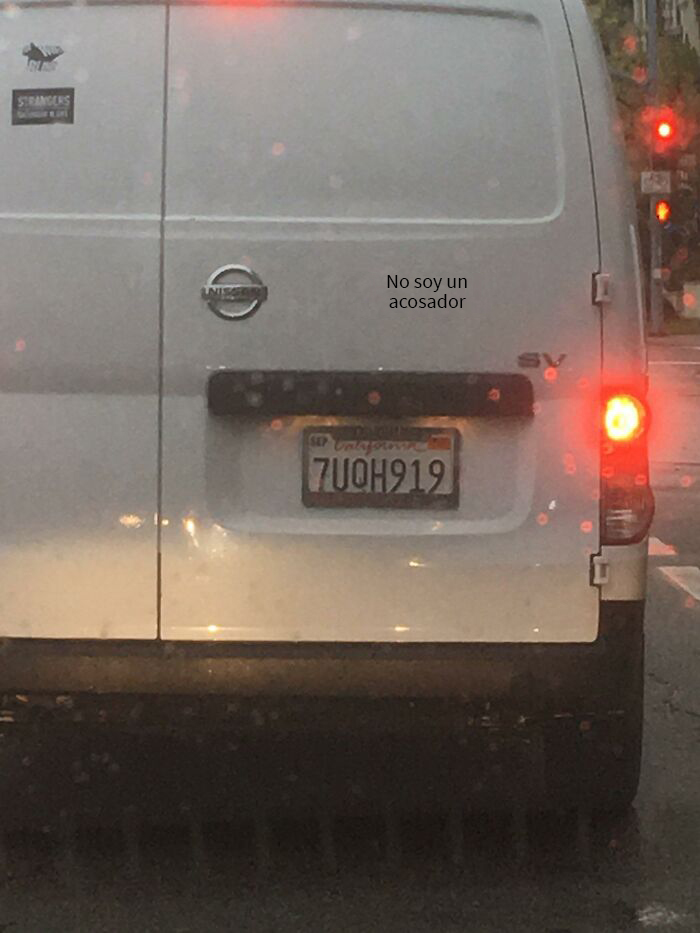 STRANGERS
NISSAN
No soy un
acosador
SV
SEP California
7UQH919